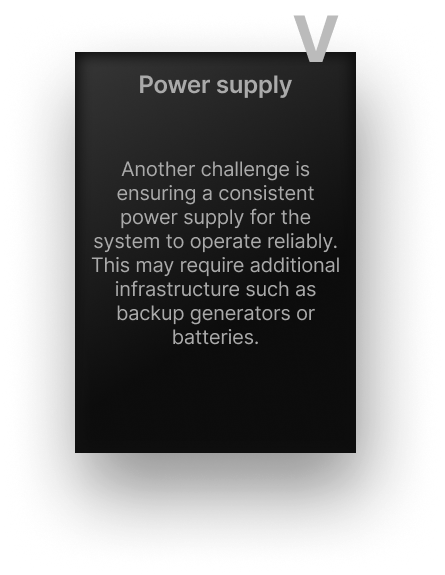 V
Power supply
Another challenge is
ensuring a consistent
power supply for the
system to operate reliably.
This may require additional
infrastructure such as
backup generators or
batteries.